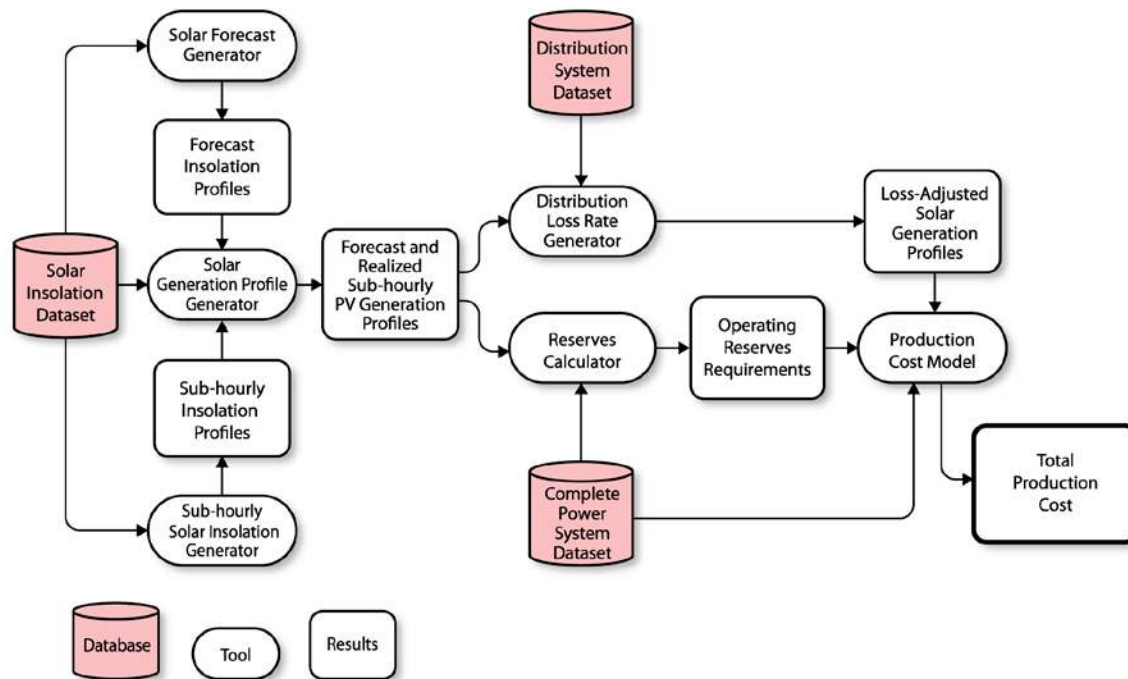 Solar Forecast
Generator
Distribution
System
Dataset
Forecast
Insolation
Profiles
Distribution
Loss Rate
Generator
Loss-Adjusted
Solar
Generation
Profiles
Solar
Insolation
Dataset
Solar
Generation Profile
Generator
Forecast and
Realized
Sub-hourly
PV Generation
Profiles
Reserves
Calculator
Operating
Reserves
Requirements
Production
Cost Model
Sub-hourly
Insolation
Profiles
Sub-hourly
Solar Insolation
Generator
Complete
Power
System
Dataset
Total
Production
Cost
Database
Tool
Results